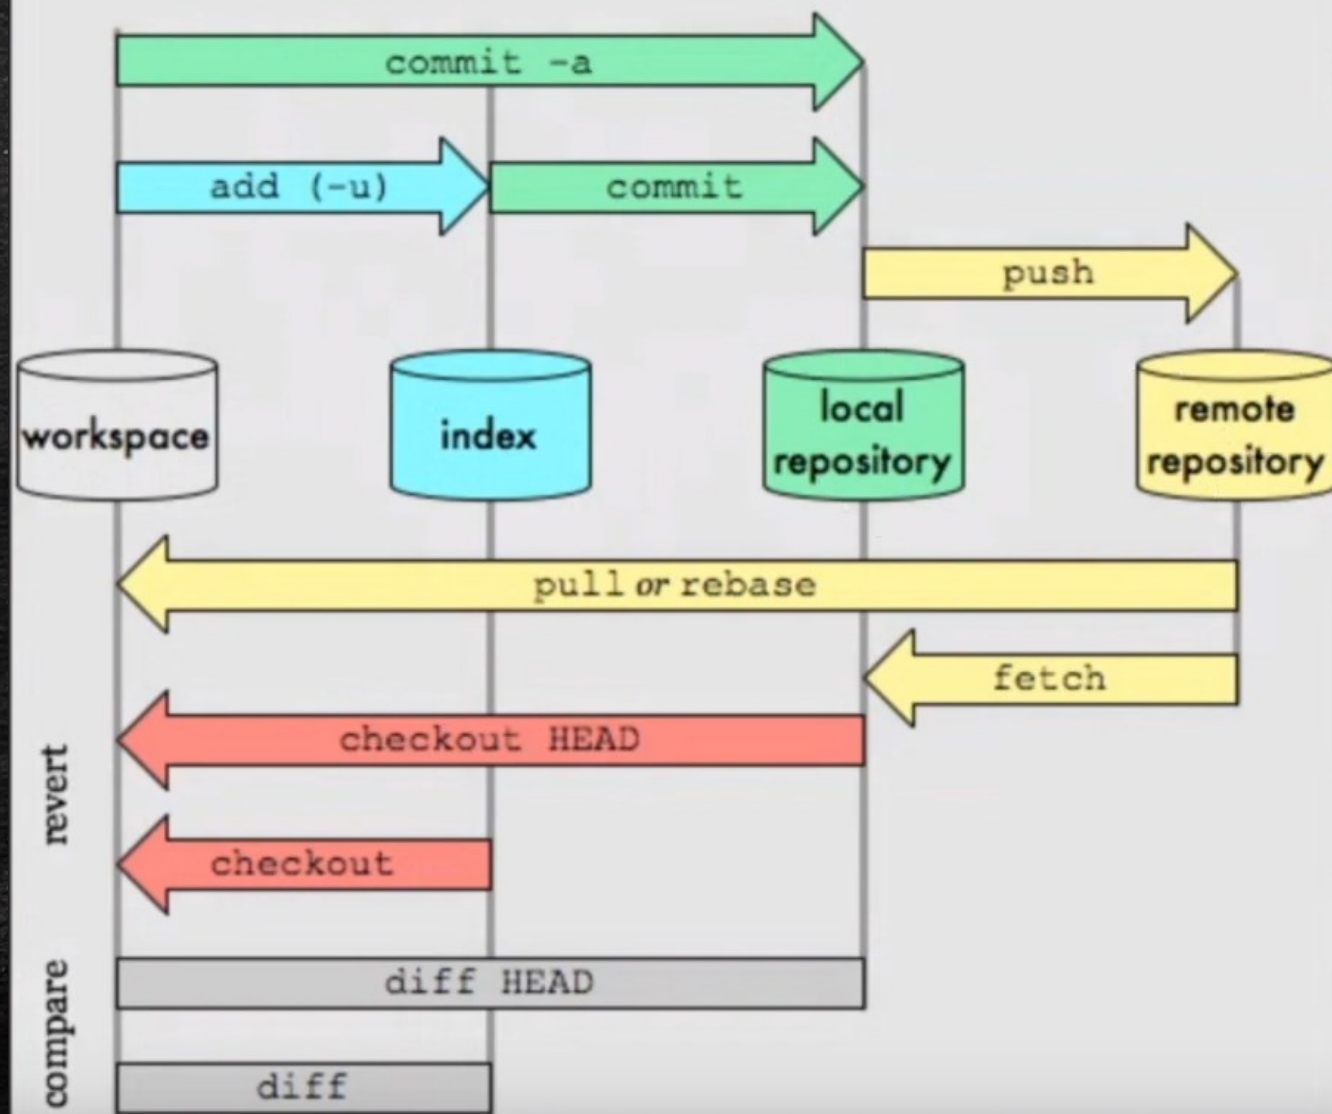 commit -a
add (-u)
commit
push
workspace
index
local
repository
remote
repository
pull or rebase
fetch
revert
checkout HEAD
checkout
compare
diff HEAD
diff